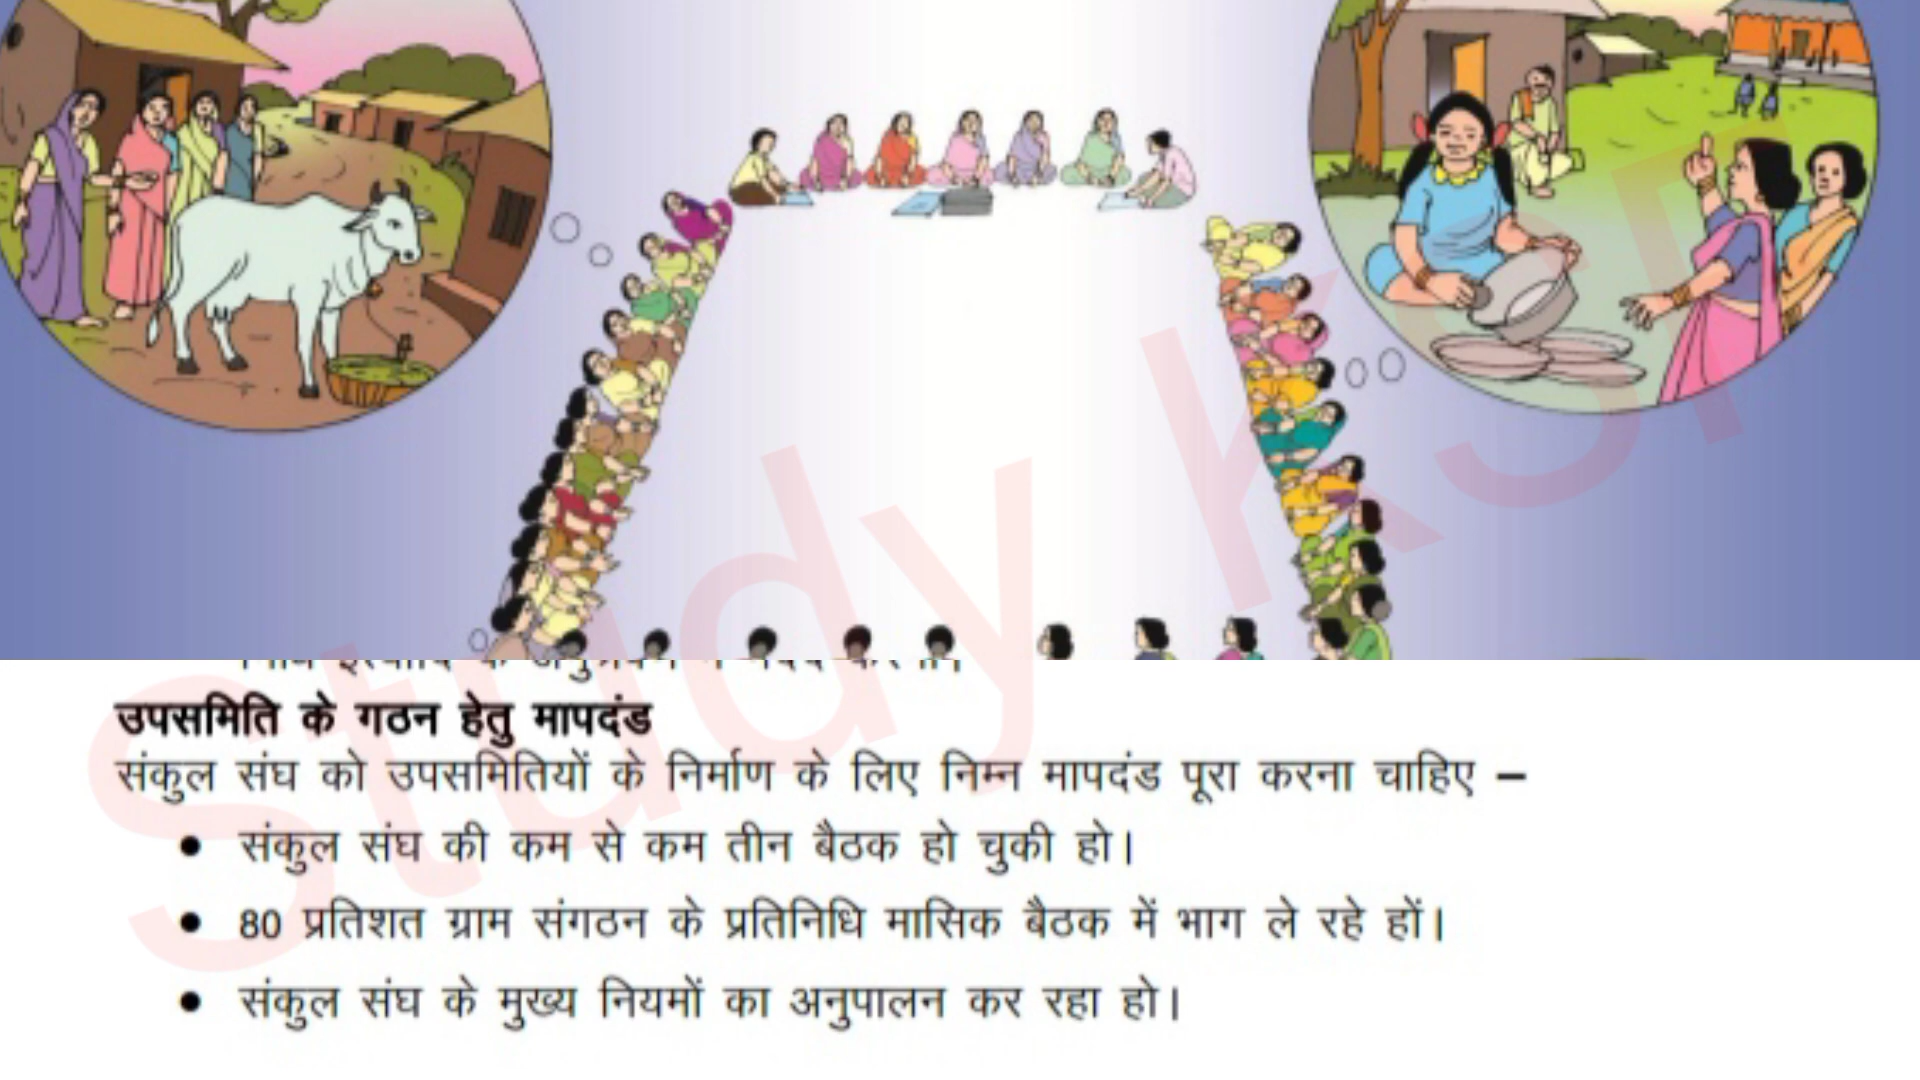 उपसमिति के गठन हेतु मापदंड
संकुल संघ को उपसमितियों के निर्माण के लिए निम्न मापदंड पूरा करना चाहिए –
● संकुल संघ की कम से कम तीन बैठक हो चुकी हो।
● 80 प्रतिशत ग्राम संगठन के प्रतिनिधि मासिक बैठक में भाग ले रहे हों।
● संकुल संघ के मुख्य नियमों का अनुपालन कर रहा हो।
Study